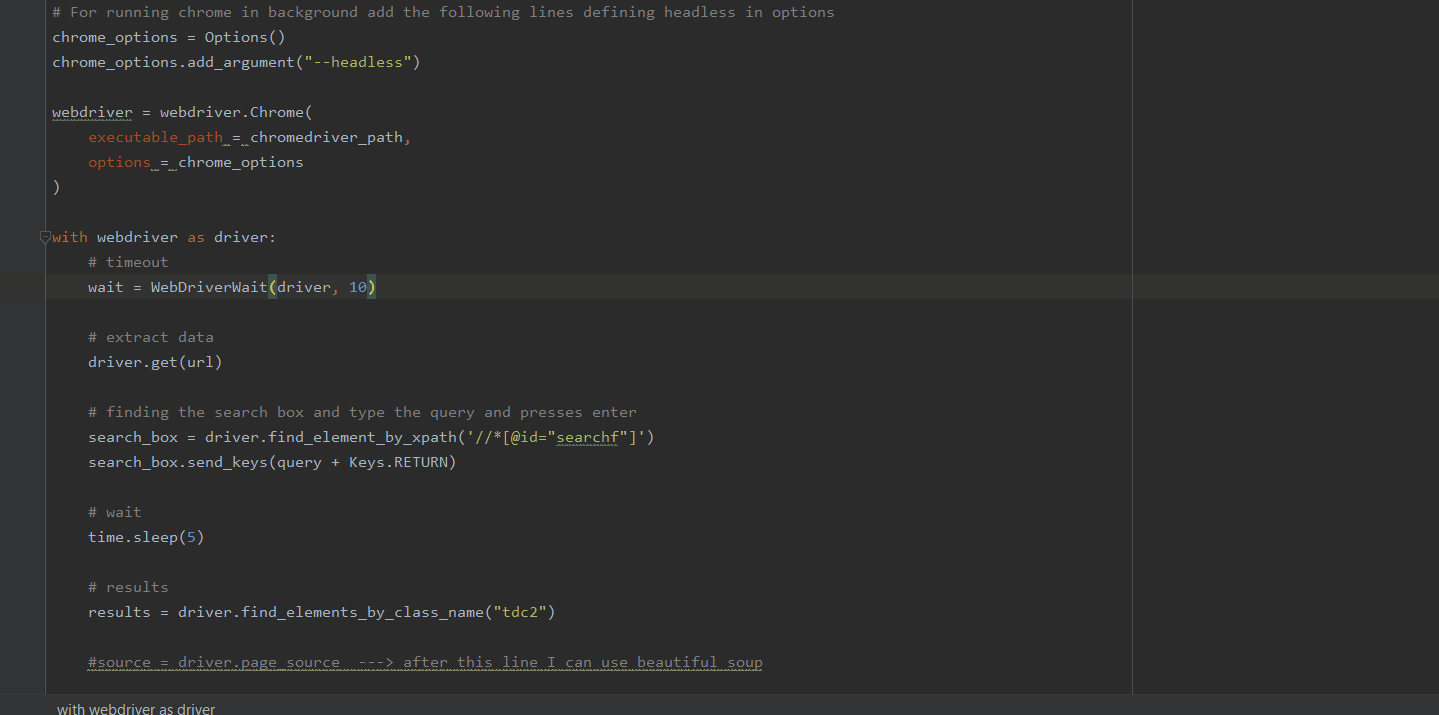 # For running chrome in background add the following lines defining headless in options
chrome_options = Options()
chrome_options.add_argument("--headless")
webdriver = webdriver.Chrome(
executable_path = chromedriver_path,
options = chrome_options
)
with webdriver as driver:
# timeout
wait = WebDriverWait(driver, 10)
# extract data
driver.get(url)
# finding the search box and type the query and presses enter
search_box = driver.find_element_by_xpath('//*[@id="searchf"]')
search_box.send_keys(query + Keys.RETURN)
# wait
time.sleep(5)
# results
results = driver.find_elements_by_class_name("tdc2")
#source = driver.page_source  ---> after this line I can use beautiful soup
with webdriver as driver